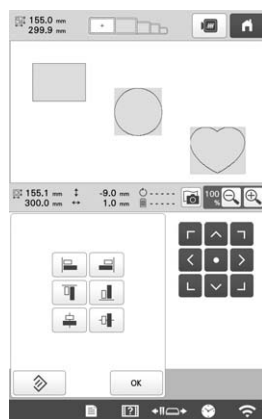 155.0 mm
299.9 mm
155.1 mm ↕ -9.0 mm -----
300.0 mm ↔ 1.0 mm -----
100 %
OK